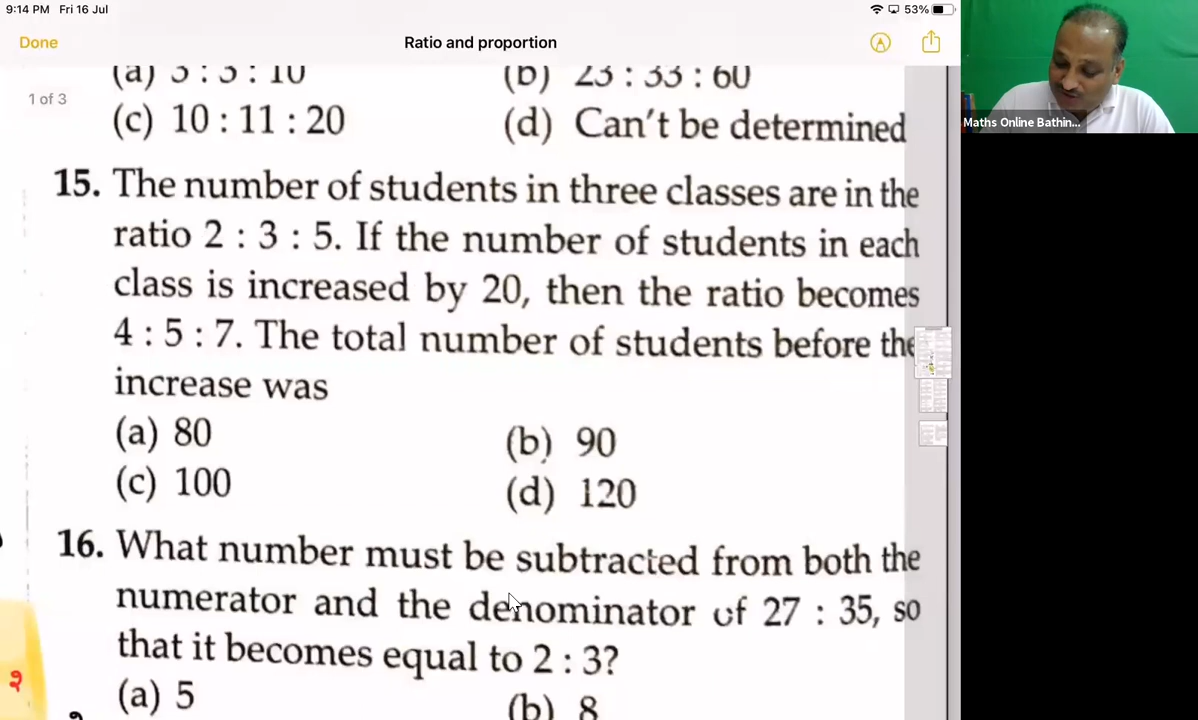 9:14 PM Fri 16 Jul
53%
Done
Ratio and proportion
1 of 3
(b) 23 : 33 : 60
(c) 10 : 11 : 20
(d) Can't be determined
15. The number of students in three classes are in the
ratio 2 : 3 : 5. If the number of students in each
class is increased by 20, then the ratio becomes
4 : 5 : 7. The total number of students before the
increase was
(a) 80
(b) 90
(c) 100
(d) 120
16. What number must be subtracted from both the
numerator and the denominator of 27 : 35, so
that it becomes equal to 2 : 3?
(a) 5
(b) 8
२
Maths Online Bathin...